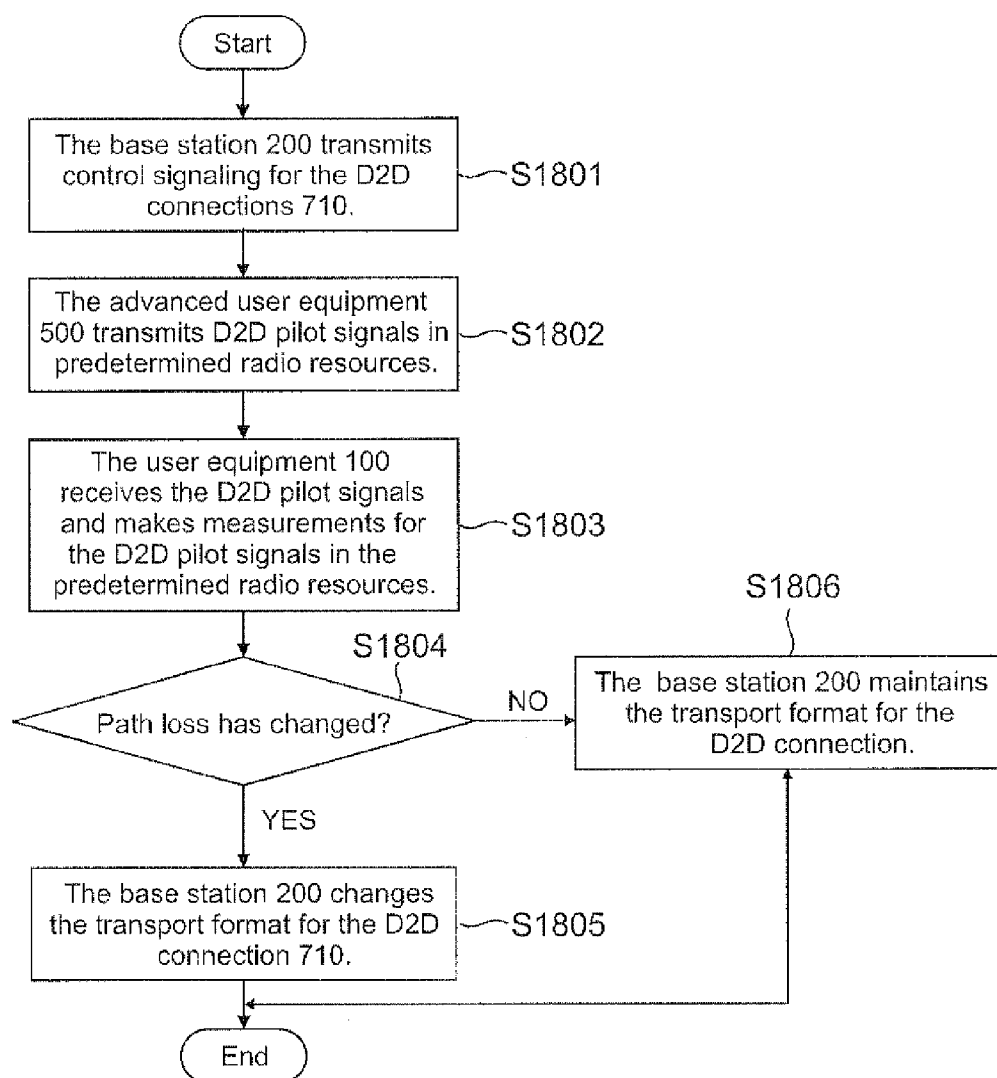 Start
The base station 200 transmits
control signaling for the D2D
connections 710.
S1801
The advanced user equipment
500 transmits D2D pilot signals in
predetermined radio resources.
S1802
The user equipment 100
receives the D2D pilot signals
and makes measurements for
the D2D pilot signals in the
predetermined radio resources.
S1803
S1804
Path loss has changed?
NO
S1806
The base station 200 maintains
the transport format for the
D2D connection.
YES
The base station 200 changes
the transport format for the D2D
connection 710.
S1805
End